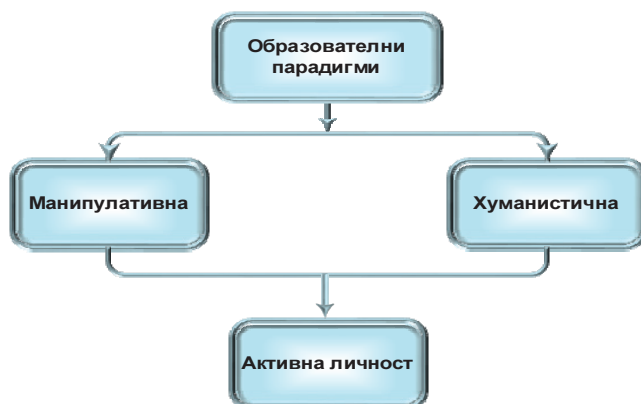 Образователни
парадигми
Манипулативна
Хуманистична
Активна личност